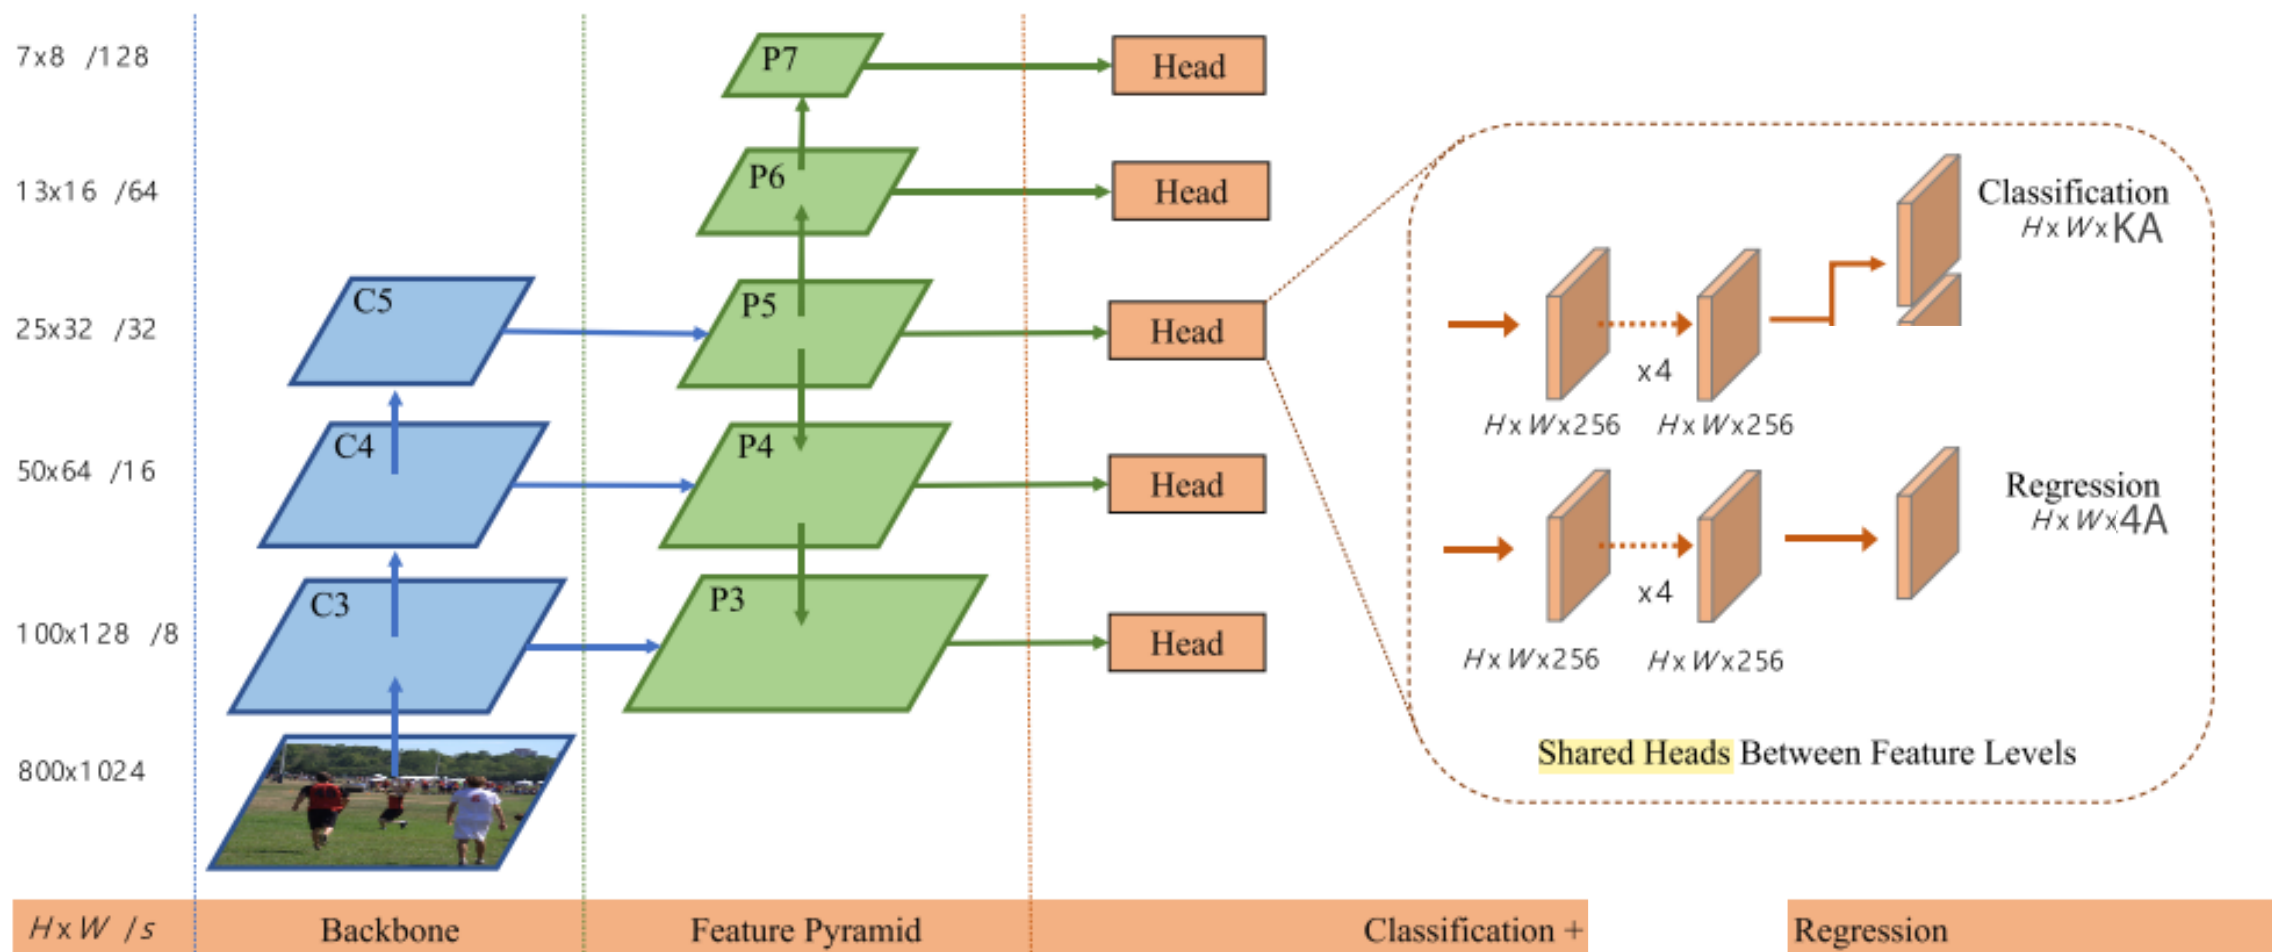 7x8 /128
P7
Head
13x16 /64
P6
Head
25x32 /32
C5
P5
Head
50x64 /16
C4
P4
Head
100x128 /8
C3
P3
Head
800x1024
Classification
HxWxKA
x4
HxWx256 HxWx256
Regression
HxWx4A
x4
HxWx256 HxWx256
Shared Heads Between Feature Levels
HxW /s Backbone Feature Pyramid Classification + Regression